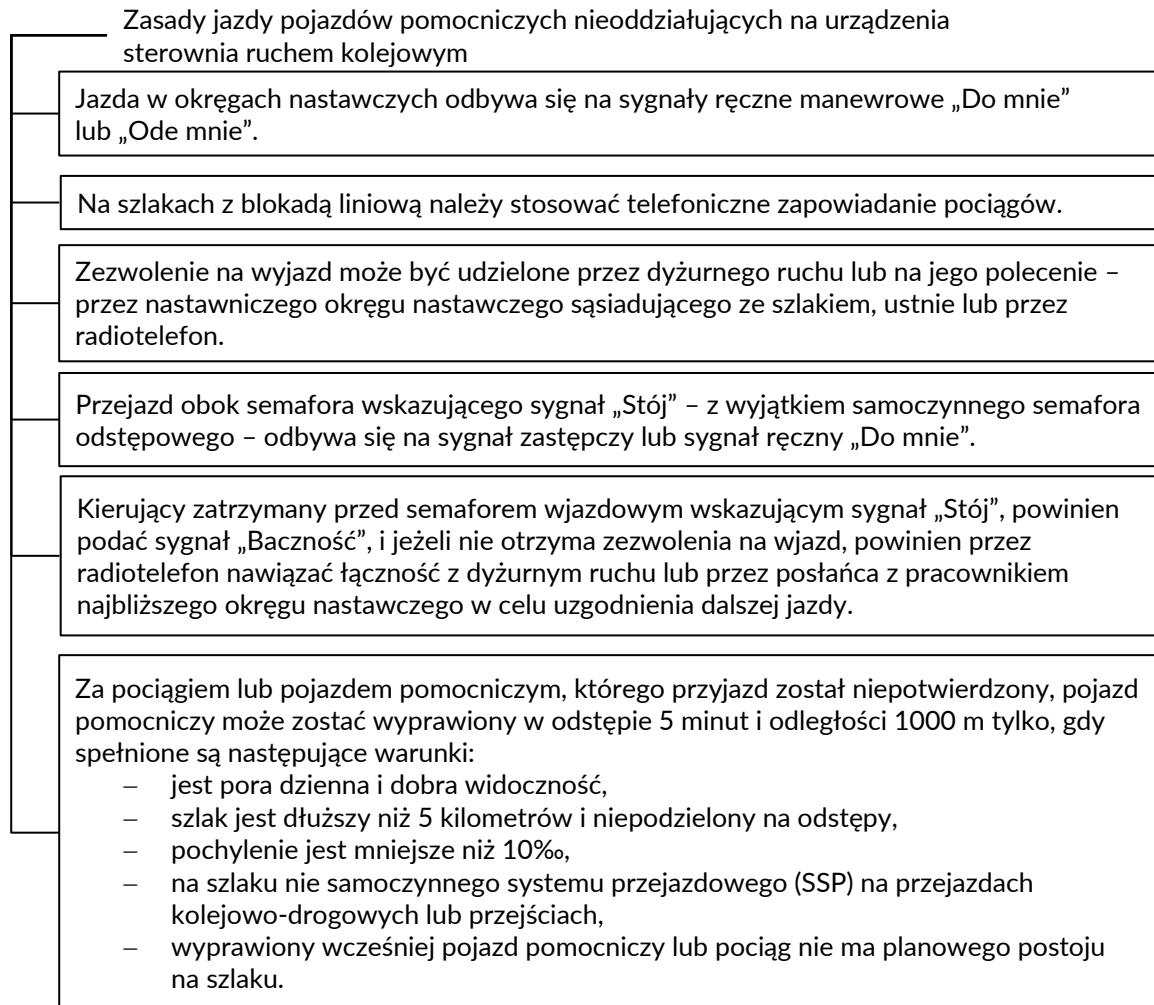 Zasady jazdy pojazdów pomocniczych nieoddziałujących na urządzenia
sterownia ruchem kolejowym
Jazda w okręgach nastawczych odbywa się na sygnały ręczne manewrowe „Do mnie”
lub „Ode mnie”.
Na szlakach z blokadą liniową należy stosować telefoniczne zapowiadanie pociągów.
Zezwolenie na wyjazd może być udzielone przez dyżurnego ruchu lub na jego polecenie –
przez nastawniczego okręgu nastawczego sąsiadującego ze szlakiem, ustnie lub przez
radiotelefon.
Przejazd obok semafora wskazującego sygnał „Stój” – z wyjątkiem samoczynnego semafora
odstępowego – odbywa się na sygnał zastępczy lub sygnał ręczny „Do mnie”.
Kierujący zatrzymany przed semaforem wjazdowym wskazującym sygnał „Stój”, powinien
podać sygnał „Baczność”, i jeżeli nie otrzyma zezwolenia na wjazd, powinien przez
radiotelefon nawiązać łączność z dyżurnym ruchu lub przez posłańca z pracownikiem
najbliższego okręgu nastawczego w celu uzgodnienia dalszej jazdy.
Za pociągiem lub pojazdem pomocniczym, którego przyjazd został niepotwierdzony, pojazd
pomocniczy może zostać wyprawiony w odstępie 5 minut i odległości 1000 m tylko, gdy
spełnione są następujące warunki:
– jest pora dzienna i dobra widoczność,
– szlak jest dłuższy niż 5 kilometrów i niepodzielony na odstępy,
– pochylenie jest mniejsze niż 10‰,
– na szlaku nie samoczynnego systemu przejazdowego (SSP) na przejazdach
kolejowo-drogowych lub przejściach,
– wyprawiony wcześniej pojazd pomocniczy lub pociąg nie ma planowego postoju
na szlaku.